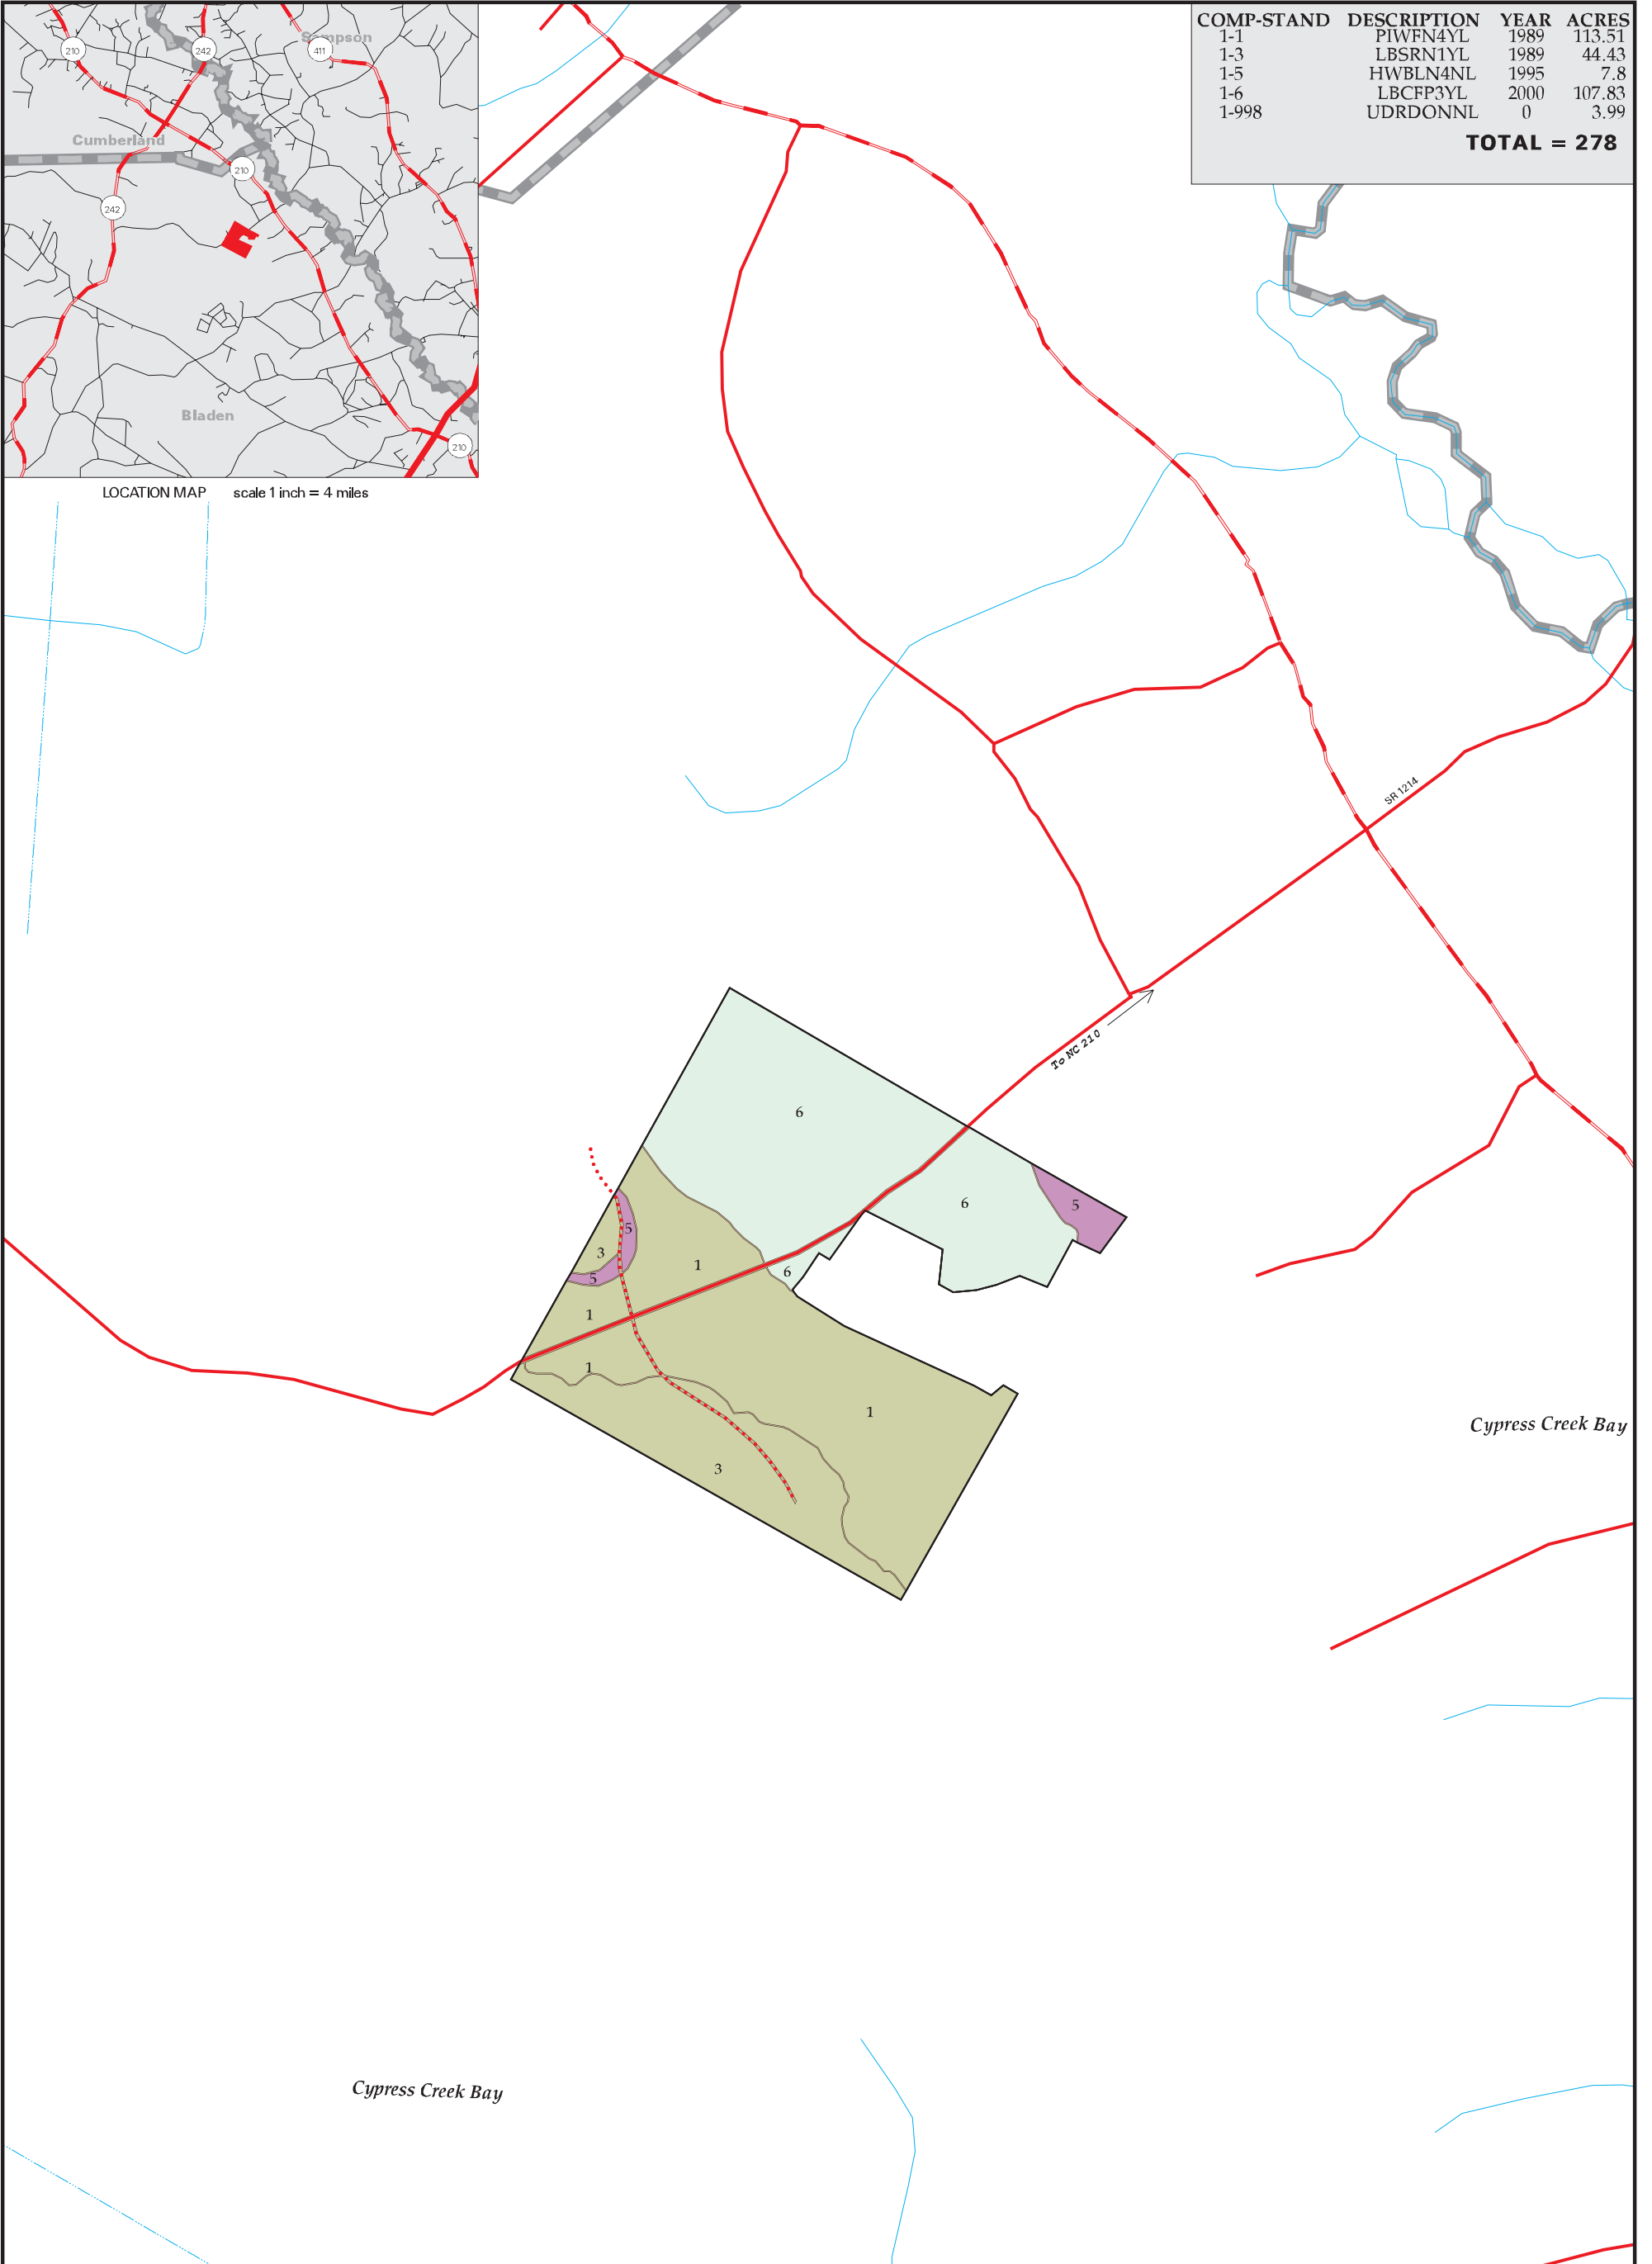 COMP-STAND DESCRIPTION YEAR ACRES
1-1 PIWFN4YL 1989 113.51
1-3 LBSRN1YL 1989 44.43
1-5 HWBLN4NL 1995 7.8
1-6 LBCFP3YL 2000 107.83
1-998 UDRDONNL 0 3.99
TOTAL = 278
210
242
411
Sampson
Cumberland
210
242
Bladen
210
LOCATION MAP scale 1 inch = 4 miles
SR 1214
To NC 210
6
6
5
5
3
1
6
5
1
1
1
3
Cypress Creek Bay
Cypress Creek Bay